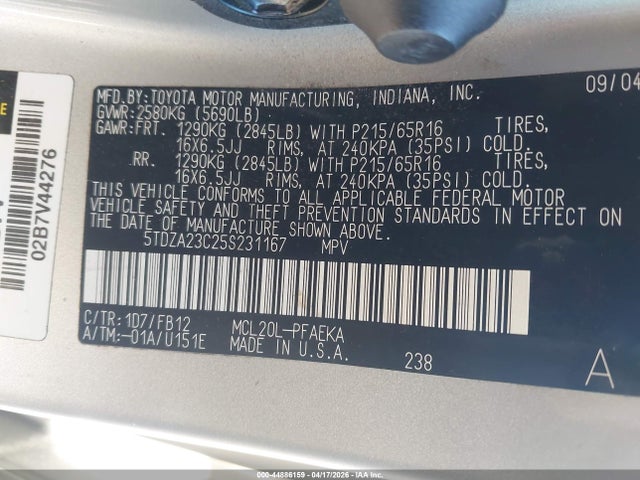 MFD.BY:TOYOTA MOTOR MANUFACTURING, INDIANA, INC. 09/04
GVWR:2580KG (5690LB)
GAWR:FRT. 1290KG (2845LB) WITH P215/65R16 TIRES,
16X6.5JJ RIMS, AT 240KPA (35PSI) COLD.
RR. 1290KG (2845LB) WITH P215/65R16 TIRES,
16X6.5JJ RIMS, AT 240KPA (35PSI) COLD.
THIS VEHICLE CONFORMS TO ALL APPLICABLE FEDERAL MOTOR
VEHICLE SAFETY AND THEFT PREVENTION STANDARDS IN EFFECT ON
THE DATE OF MANUFACTURE SHOWN ABOVE.
5TDZA23C25S231167 MPV
C/TR:1D7/FB12 MCL20L-PFAEKA
A/TM:-01A/U151E MADE IN U.S.A. 238 A
02B7V44276
000-44886159 - 04/17/2026 - IAAI.CA